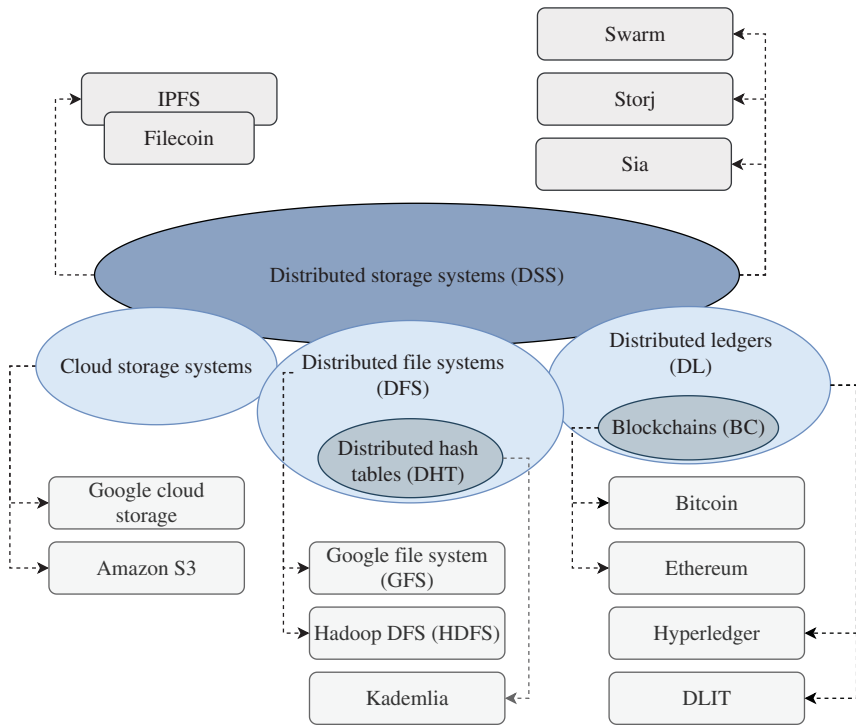 Swarm
IPFS
Storj
Filecoin
Sia
Distributed storage systems (DSS)
Cloud storage systems
Distributed file systems
(DFS)
Distributed ledgers
(DL)
Distributed hash
tables (DHT)
Blockchains (BC)
Google cloud
storage
Bitcoin
Amazon S3
Google file system
(GFS)
Ethereum
Hadoop DFS (HDFS)
Hyperledger
Kademlia
DLIT